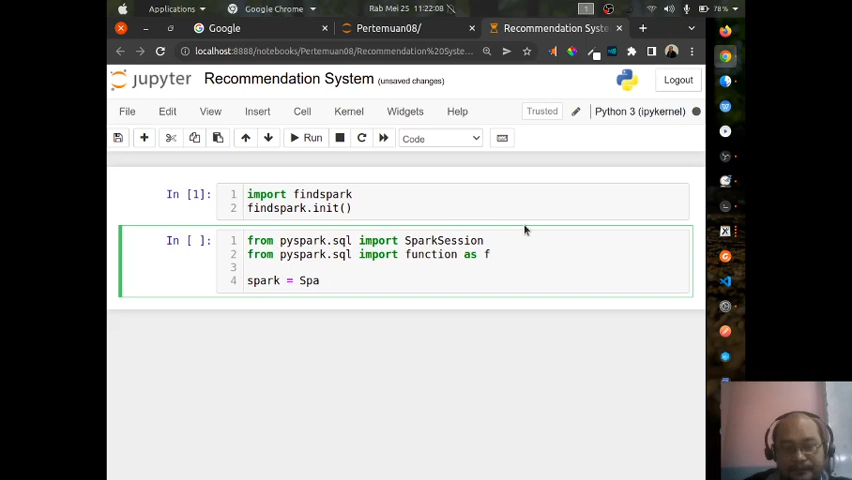 Applications
Google Chrome
Rab Mei 25 11:22:08
1
78%
Google
Pertemuan08/
Recommendation Syste
localhost:8888/notebooks/Pertemuan08/Recommendation%20Syste...
jupyter
Recommendation System (unsaved changes)
Logout
File
Edit
View
Insert
Cell
Kernel
Widgets
Help
Trusted
Python 3 (ipykernel)
Run
Code
In [1]:
1 import findspark
2 findspark.init()
In [ ]:
1 from pyspark.sql import SparkSession
2 from pyspark.sql import function as f
3
4 spark = Spa